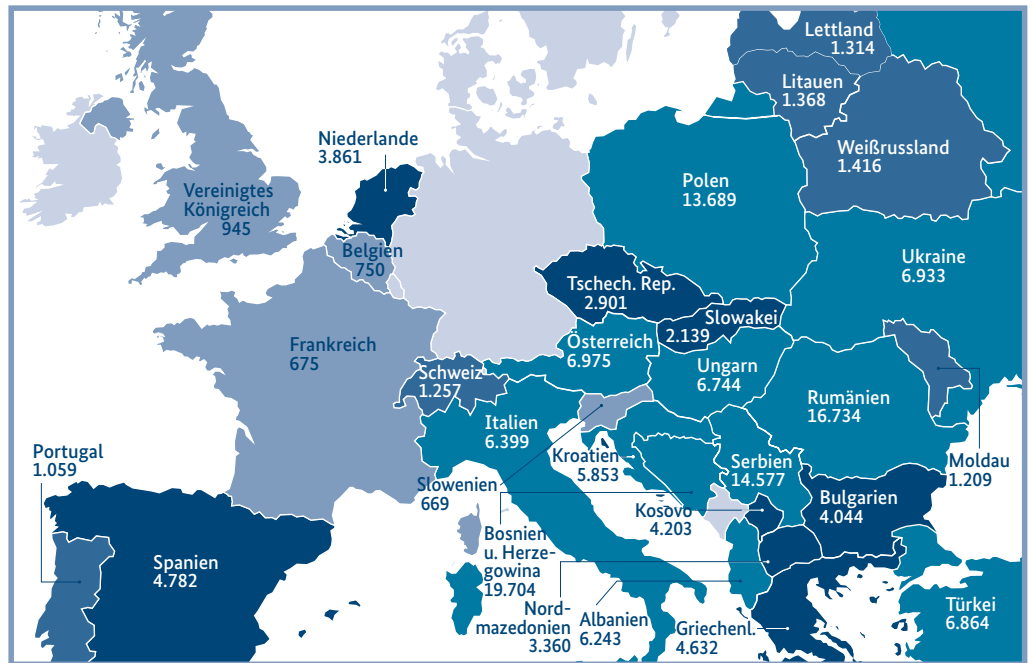 Lettland
1.314
Litauen
1.368
Weißrussland
1.416
Niederlande
3.861
Polen
13.689
Vereinigtes
Königreich
945
Belgien
750
Ukraine
6.933
Tschech. Rep.
2.901
Slowakei
2.139
Österreich
6.975
Frankreich
675
Schweiz
1.257
Ungarn
6.744
Rumänien
16.734
Italien
6.399
Portugal
1.059
Kroatien
5.853
Serbien
14.577
Moldau
1.209
Slowenien
669
Kosovo
4.203
Bulgarien
4.044
Spanien
4.782
Bosnien
u. Herze-
gowina
19.704
Nord-
mazedonien
3.360
Albanien
6.243
Griechenl.
4.632
Türkei
6.864